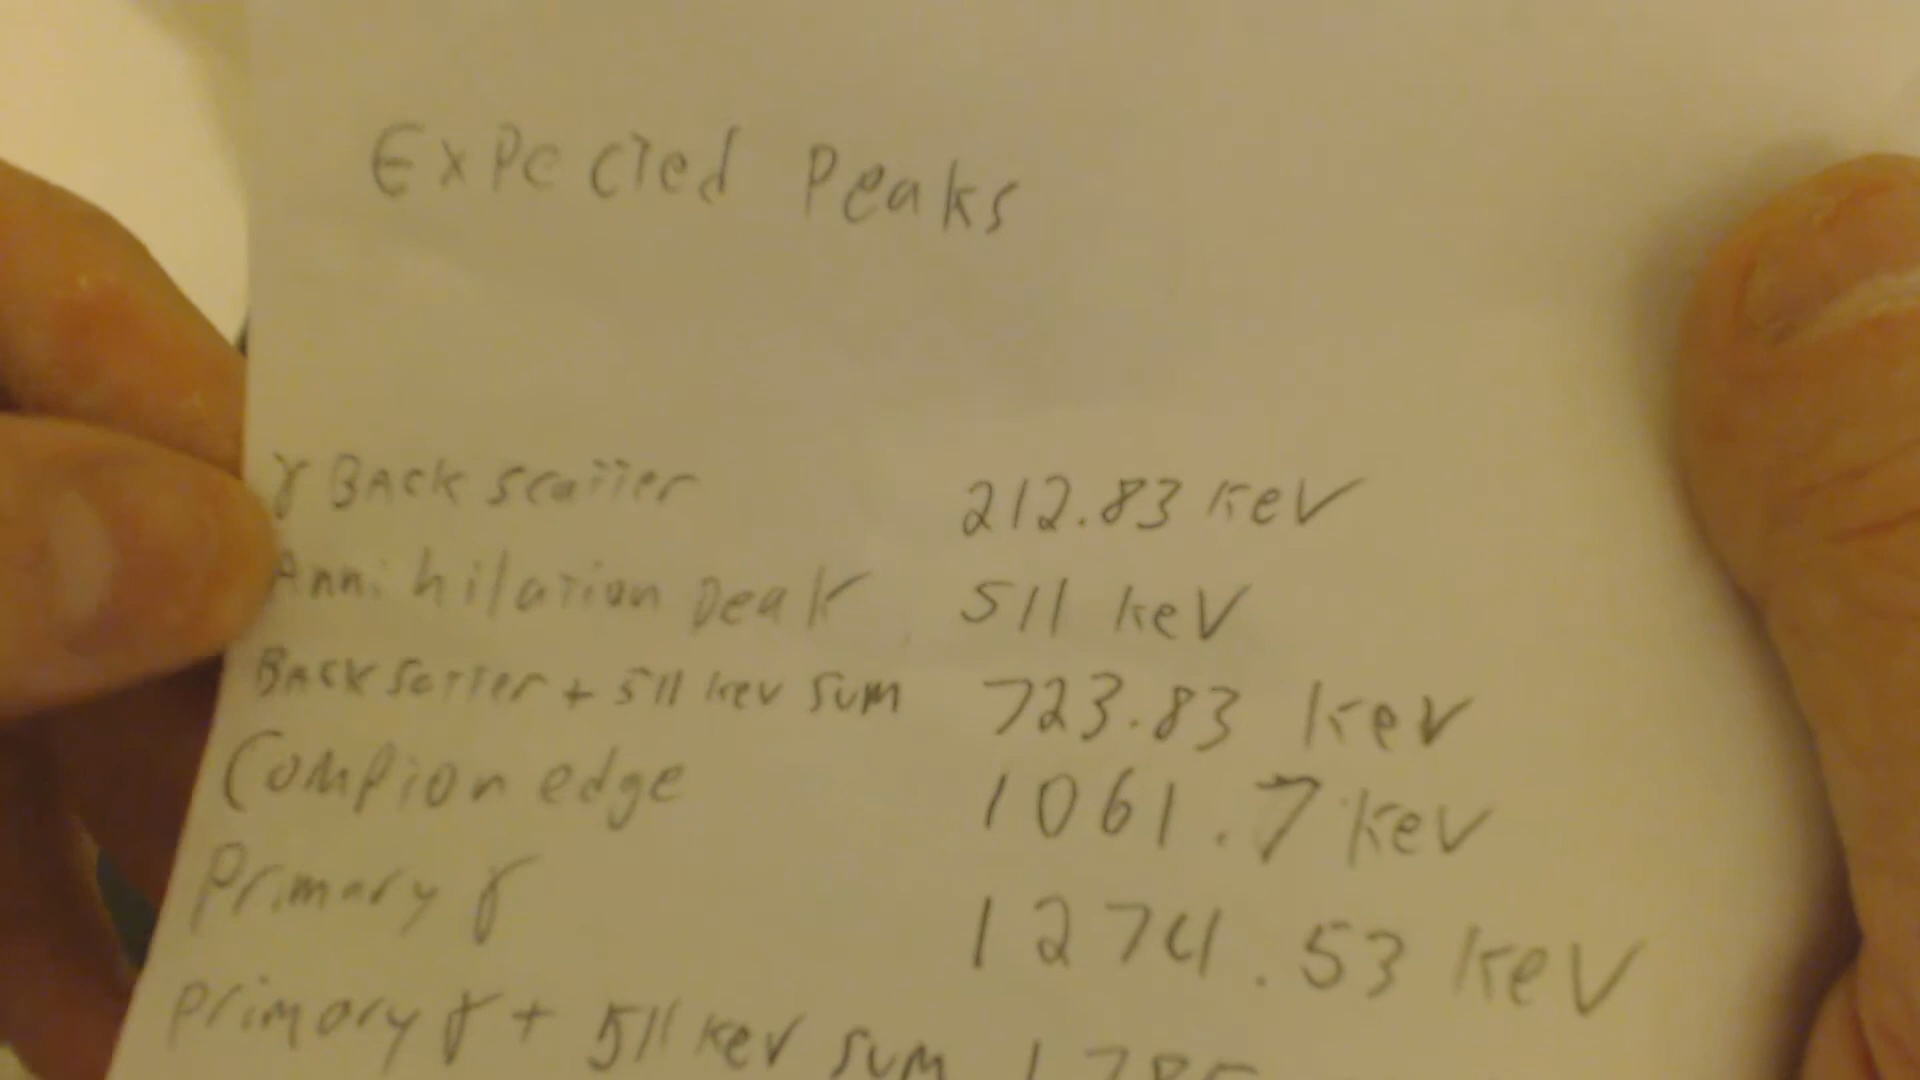 Expected Peaks
γ BAck scatter 212.83 keV
Annihilation peak 511 keV
BAck Scatter + 511 kev sum 723.83 keV
Compton edge 1061.7 keV
Primary γ 1274.53 keV
primary γ + 511 kev sum 1785